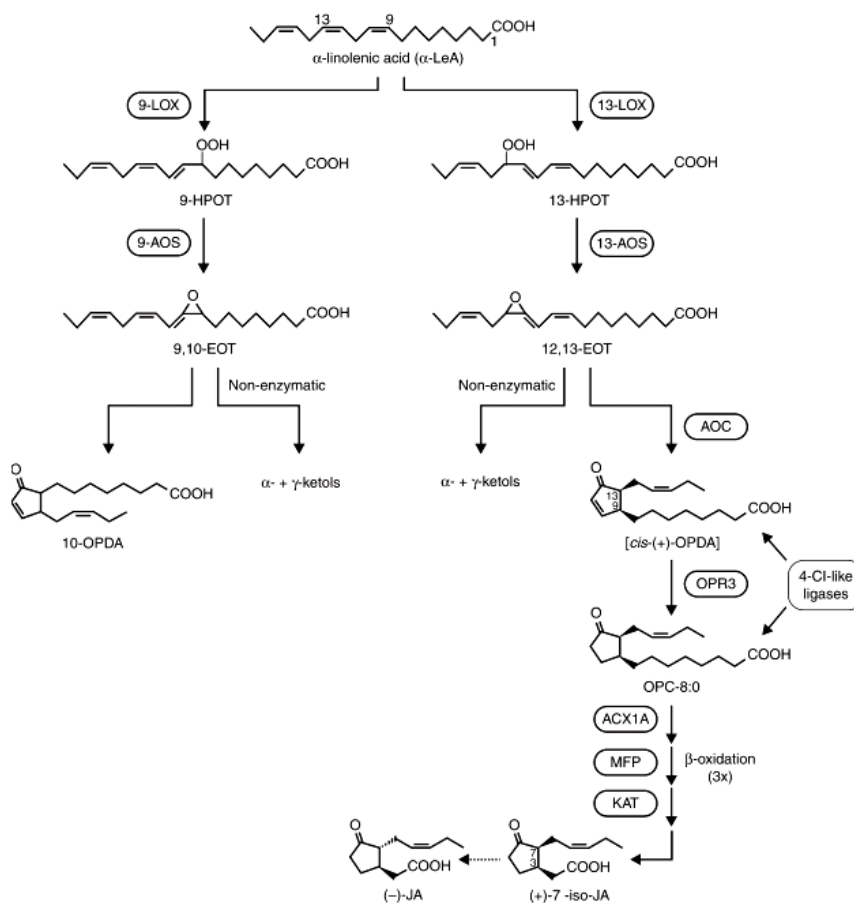 13
9
COOH
1
α-linolenic acid (α-LeA)
9-LOX
13-LOX
OOH
COOH
OOH
COOH
9-HPOT
13-HPOT
9-AOS
13-AOS
O
COOH
O
COOH
9,10-EOT
12,13-EOT
Non-enzymatic
Non-enzymatic
AOC
O
COOH
α- + γ-ketols
α- + γ-ketols
O
13
9
COOH
10-OPDA
[cis-(+)-OPDA]
OPR3
4-CI-like
ligases
O
COOH
OPC-8:0
ACX1A
MFP
β-oxidation
(3x)
KAT
O
COOH
O
7
3
COOH
(−)-JA
(+)-7 -iso-JA